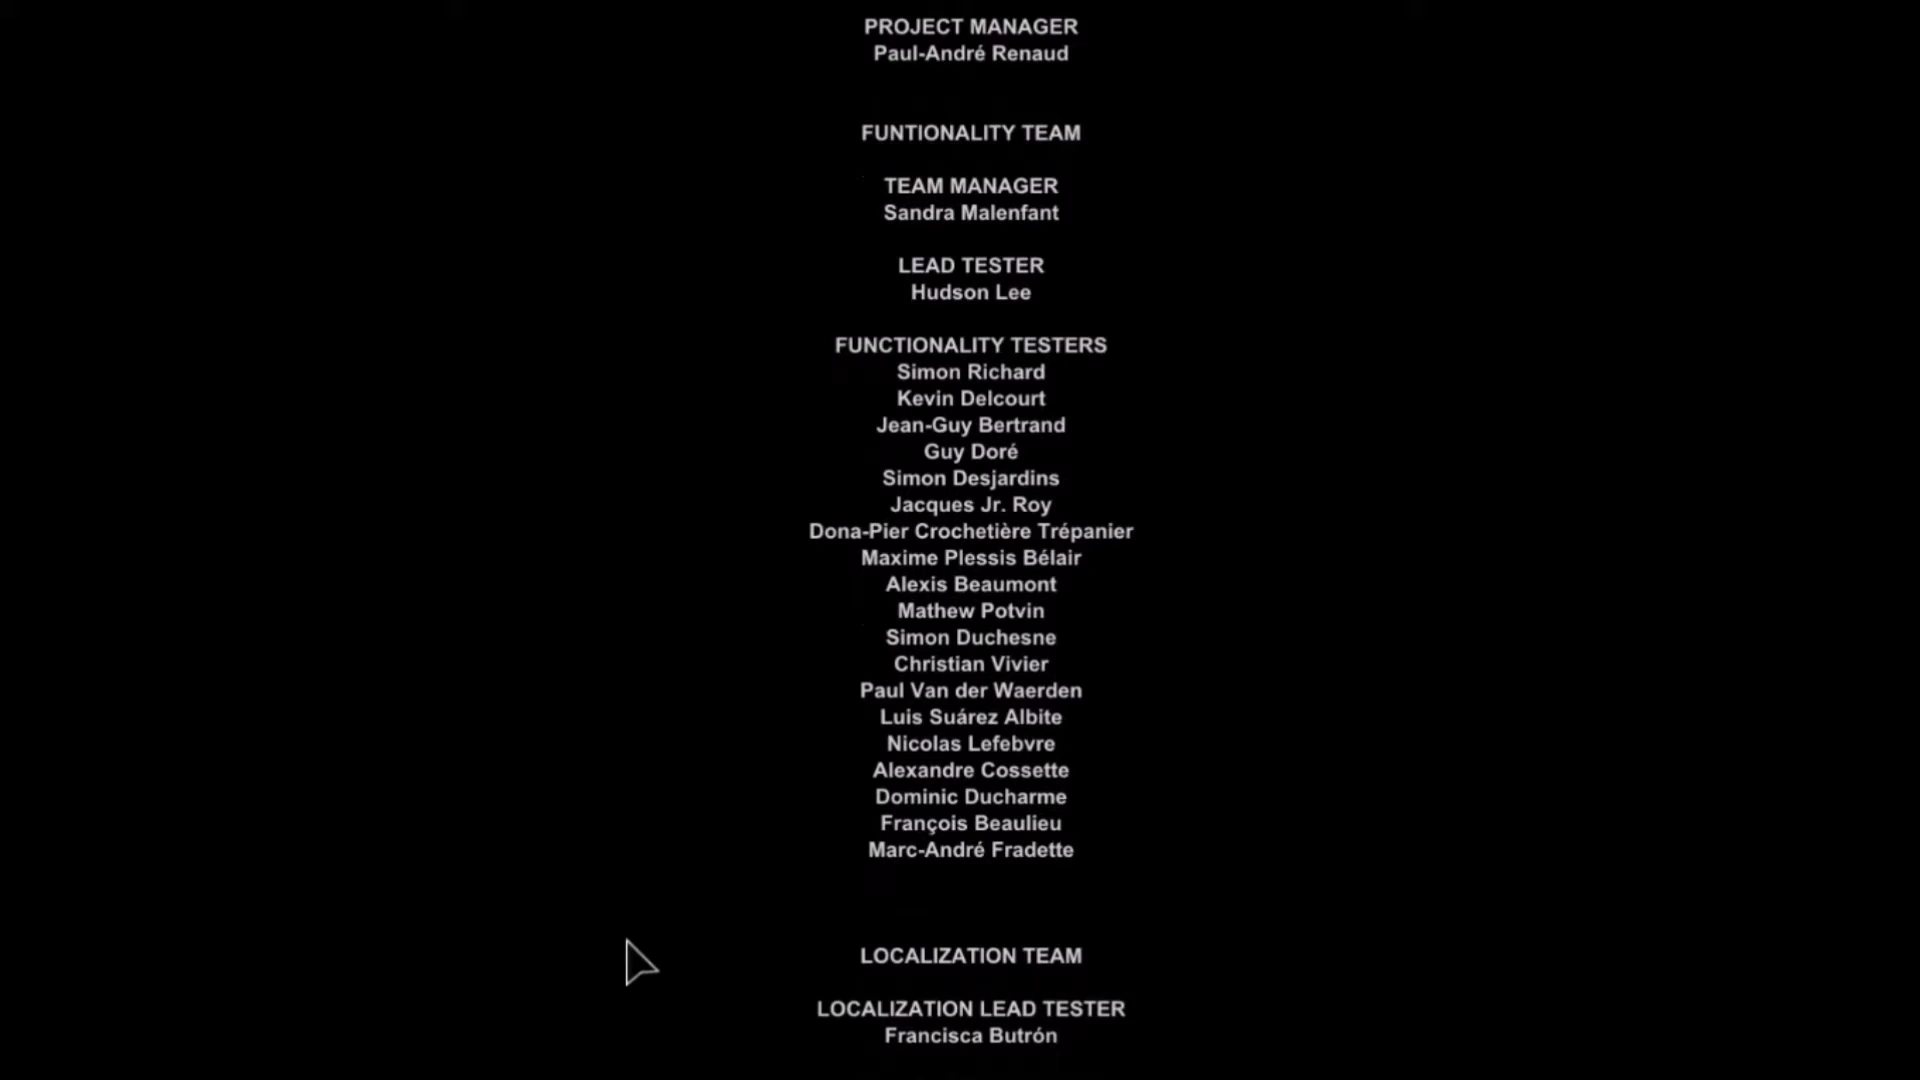 PROJECT MANAGER
Paul-André Renaud
FUNTIONALITY TEAM
TEAM MANAGER
Sandra Malenfant
LEAD TESTER
Hudson Lee
FUNCTIONALITY TESTERS
Simon Richard
Kevin Delcourt
Jean-Guy Bertrand
Guy Doré
Simon Desjardins
Jacques Jr. Roy
Dona-Pier Crochetière Trépanier
Maxime Plessis Bélair
Alexis Beaumont
Mathew Potvin
Simon Duchesne
Christian Vivier
Paul Van der Waerden
Luis Suárez Albite
Nicolas Lefebvre
Alexandre Cossette
Dominic Ducharme
François Beaulieu
Marc-André Fradette
LOCALIZATION TEAM
LOCALIZATION LEAD TESTER
Francisca Butrón